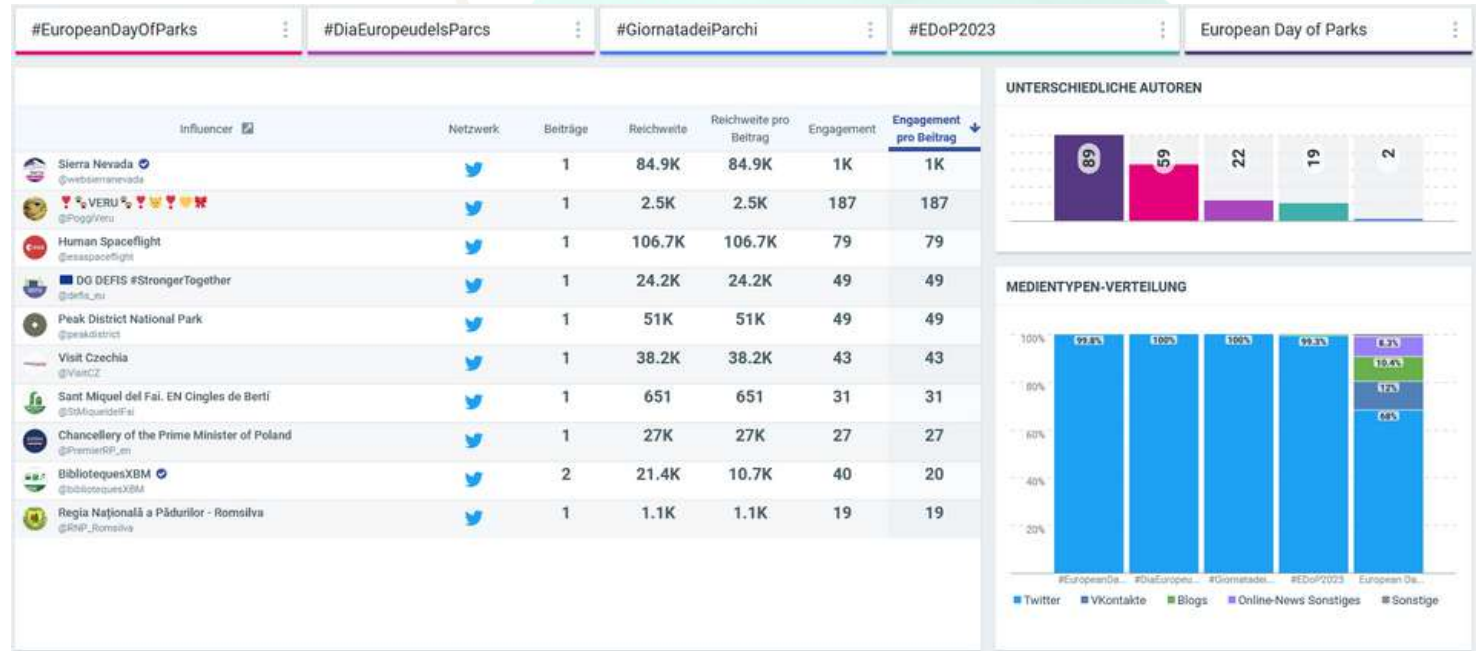 #EuropeanDayOfParks
#DiaEuropeudelsParcs
#GiornatadeiParchi
#EDoP2023
European Day of Parks
Influencer
Netzwerk
Beiträge
Reichweite
Reichweite pro
Beitrag
Engagement
Engagement
pro Beitrag
Sierra Nevada
@websierranevada
1 84.9K 84.9K 1K 1K
VERU
@PoggiVeru
1 2.5K 2.5K 187 187
Human Spaceflight
@esaspaceflight
1 106.7K 106.7K 79 79
DG DEFIS #StrongerTogether
@defis_eu
1 24.2K 24.2K 49 49
Peak District National Park
@peakdistrict
1 51K 51K 49 49
Visit Czechia
@VisitCZ
1 38.2K 38.2K 43 43
Sant Miquel del Fai. EN Cingles de Bertí
@StMiqueldelFai
1 651 651 31 31
Chancellery of the Prime Minister of Poland
@PremierRP_en
1 27K 27K 27 27
BibliotequesXBM
@bibliotequesXBM
2 21.4K 10.7K 40 20
Regia Națională a Pădurilor - Romsilva
@RNP_Romsilva
1 1.1K 1.1K 19 19
UNTERSCHIEDLICHE AUTOREN
89 59 22 19 2
MEDIENTYPEN-VERTEILUNG
100%
80%
60%
40%
20%
99.8% 100% 100% 99.3% 8.3%
10.4%
12%
68%
#EuropeanDa... #DiaEuropeu... #Giornatadei... #EDoP2023 European Da...
Twitter VKontakte Blogs Online-News Sonstiges Sonstige